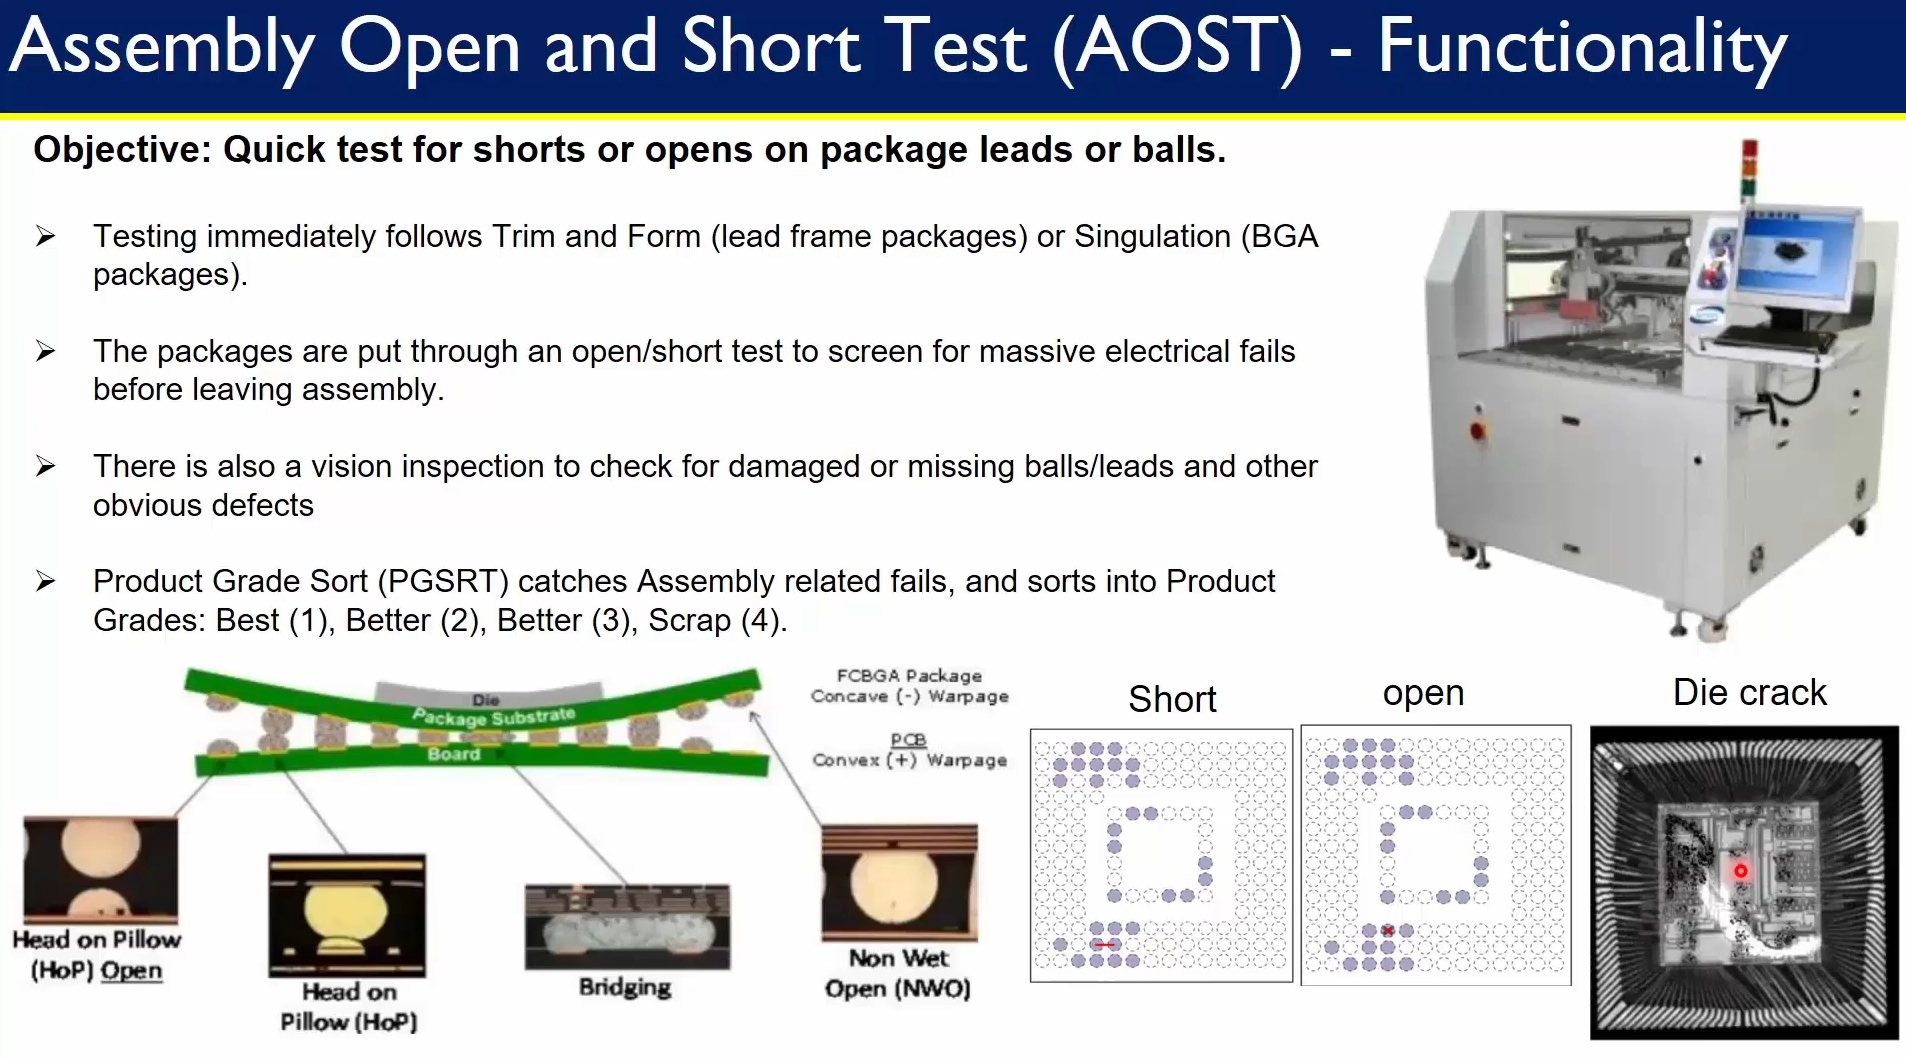 Assembly Open and Short Test (AOST) - Functionality
Objective: Quick test for shorts or opens on package leads or balls.
➢ Testing immediately follows Trim and Form (lead frame packages) or Singulation (BGA
packages).
➢ The packages are put through an open/short test to screen for massive electrical fails
before leaving assembly.
➢ There is also a vision inspection to check for damaged or missing balls/leads and other
obvious defects
➢ Product Grade Sort (PGSRT) catches Assembly related fails, and sorts into Product
Grades: Best (1), Better (2), Better (3), Scrap (4).
Die
Package Substrate
Board
FCBGA Package
Concave (-) Warpage
PCB
Convex (+) Warpage
Head on Pillow
(HoP) Open
Head on
Pillow (HoP)
Bridging
Non Wet
Open (NWO)
Short
open
Die crack